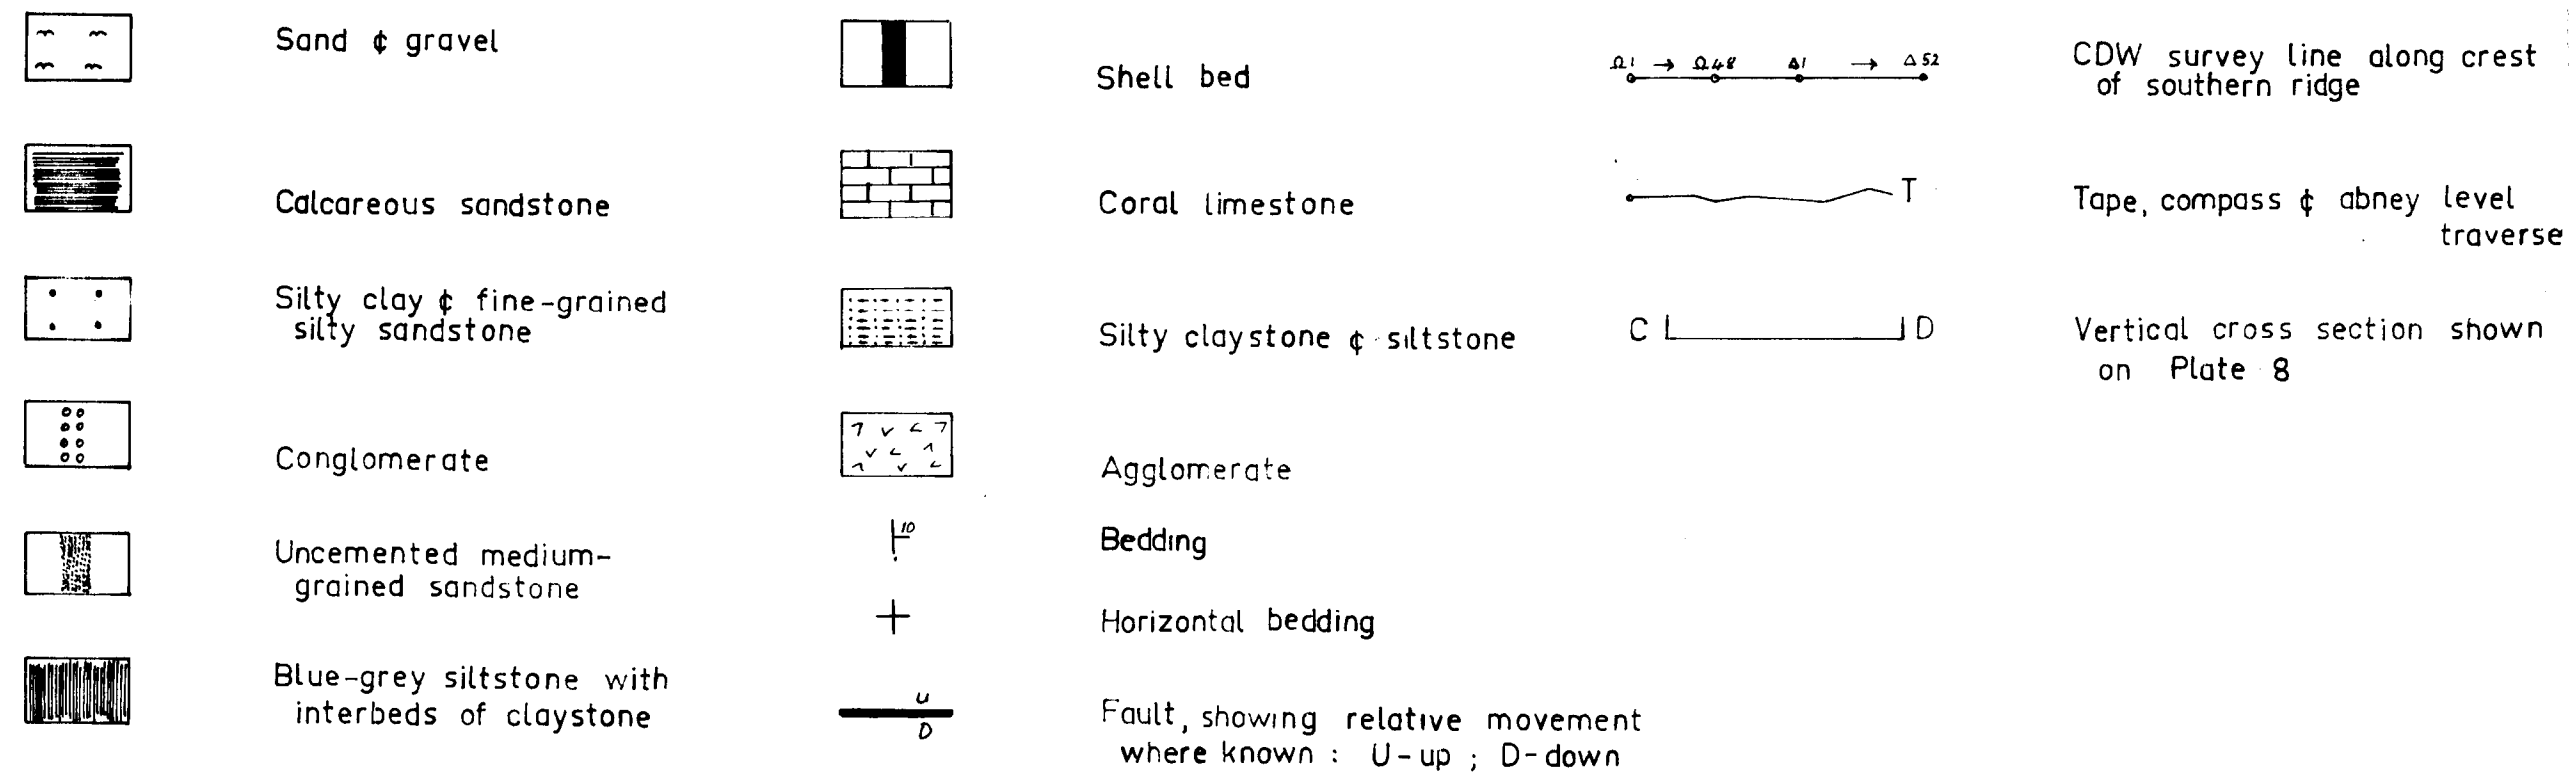 Sand ¢ gravel
Calcareous sandstone
Silty clay ¢ fine-grained
silty sandstone
Conglomerate
Uncemented medium-
grained sandstone
Blue-grey siltstone with
interbeds of claystone
Shell bed
Coral limestone
Silty claystone ¢ siltstone
Agglomerate
10
Bedding
Horizontal bedding
U
D
Fault, showing relative movement
where known : U-up ; D-down
Ω1 → Ω48 Δ1 → Δ52
CDW survey line along crest
of southern ridge
T
Tape, compass ¢ abney level
traverse
C D
Vertical cross section shown
on Plate 8